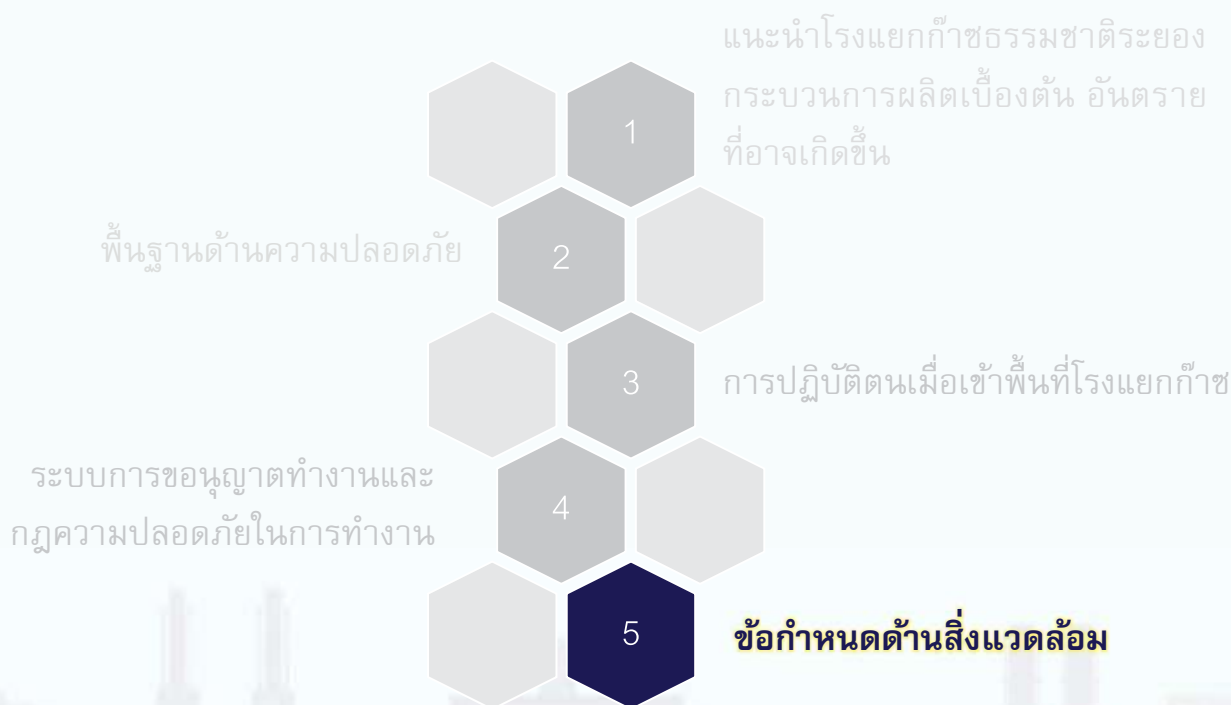 แนะนำโรงแยกก๊าซธรรมชาติระยอง
กระบวนการผลิตเบื้องต้น อันตราย
ที่อาจเกิดขึ้น
1
พื้นฐานด้านความปลอดภัย
2
3
การปฏิบัติตนเมื่อเข้าพื้นที่โรงแยกก๊าซ
ระบบการขอนุญาตทำงานและ
กฎความปลอดภัยในการทำงาน
4
5
ข้อกำหนดด้านสิ่งแวดล้อม